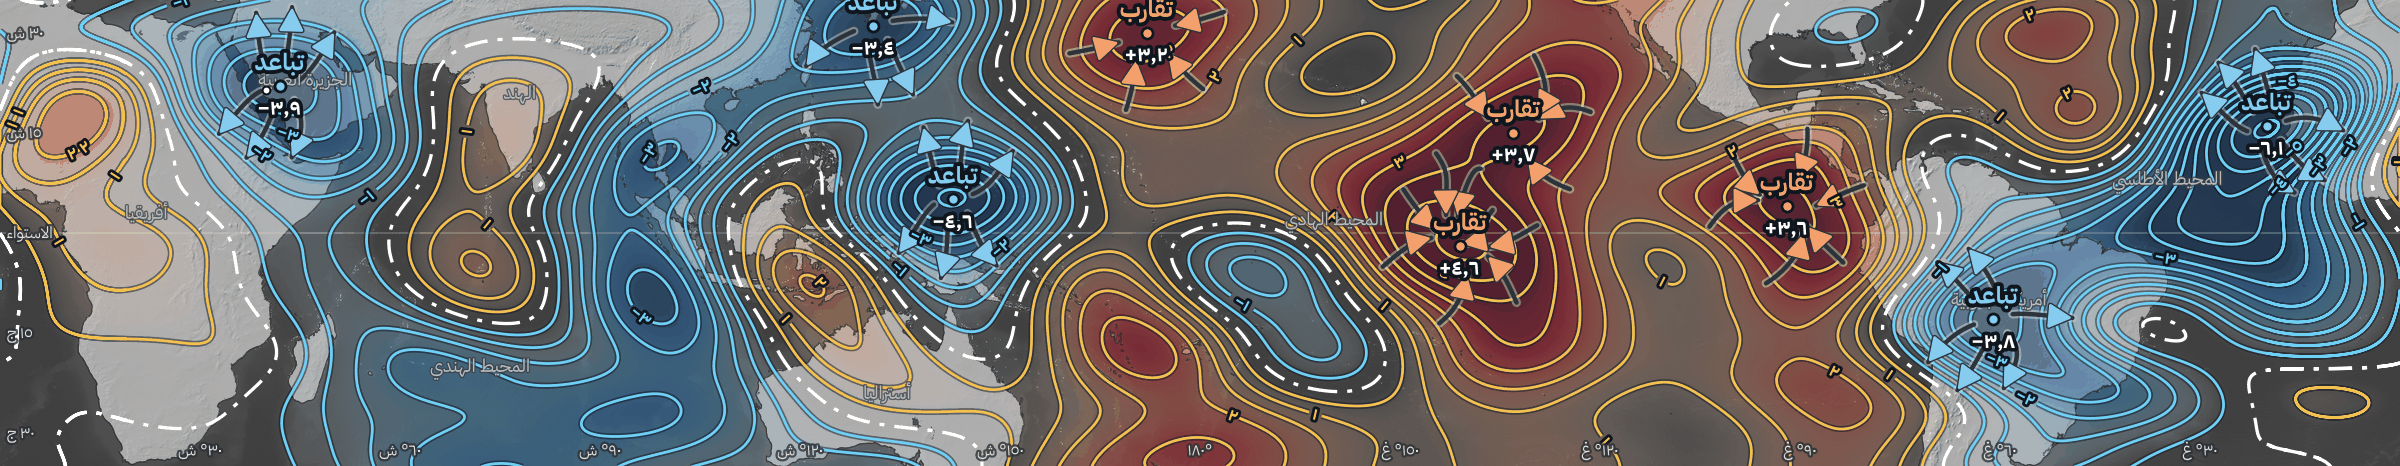 تباعد
−٣,٤
تقارب
+٣,٢
٣٠° ش
تباعد
الجزيرة العربية
−٣,٩
الهند
تقارب
+٣,٧
تباعد
−٦,١
المحيط الأطلسي
١٥° ش
تباعد
−٤,٦
تقارب
+٣,٦
أفريقيا
المحيط الهادي
تقارب
+٤,٦
الاستواء
تباعد
−٣,٨
١٥° ج
المحيط الهندي
أستراليا
٣٠° ج
٣٠° ش
٦٠° ش
٩٠° ش
١٢٠° ش
١٥٠° ش
١٨٠°
١٥٠° غ
١٢٠° غ
٩٠° غ
٦٠° غ
٣٠° غ